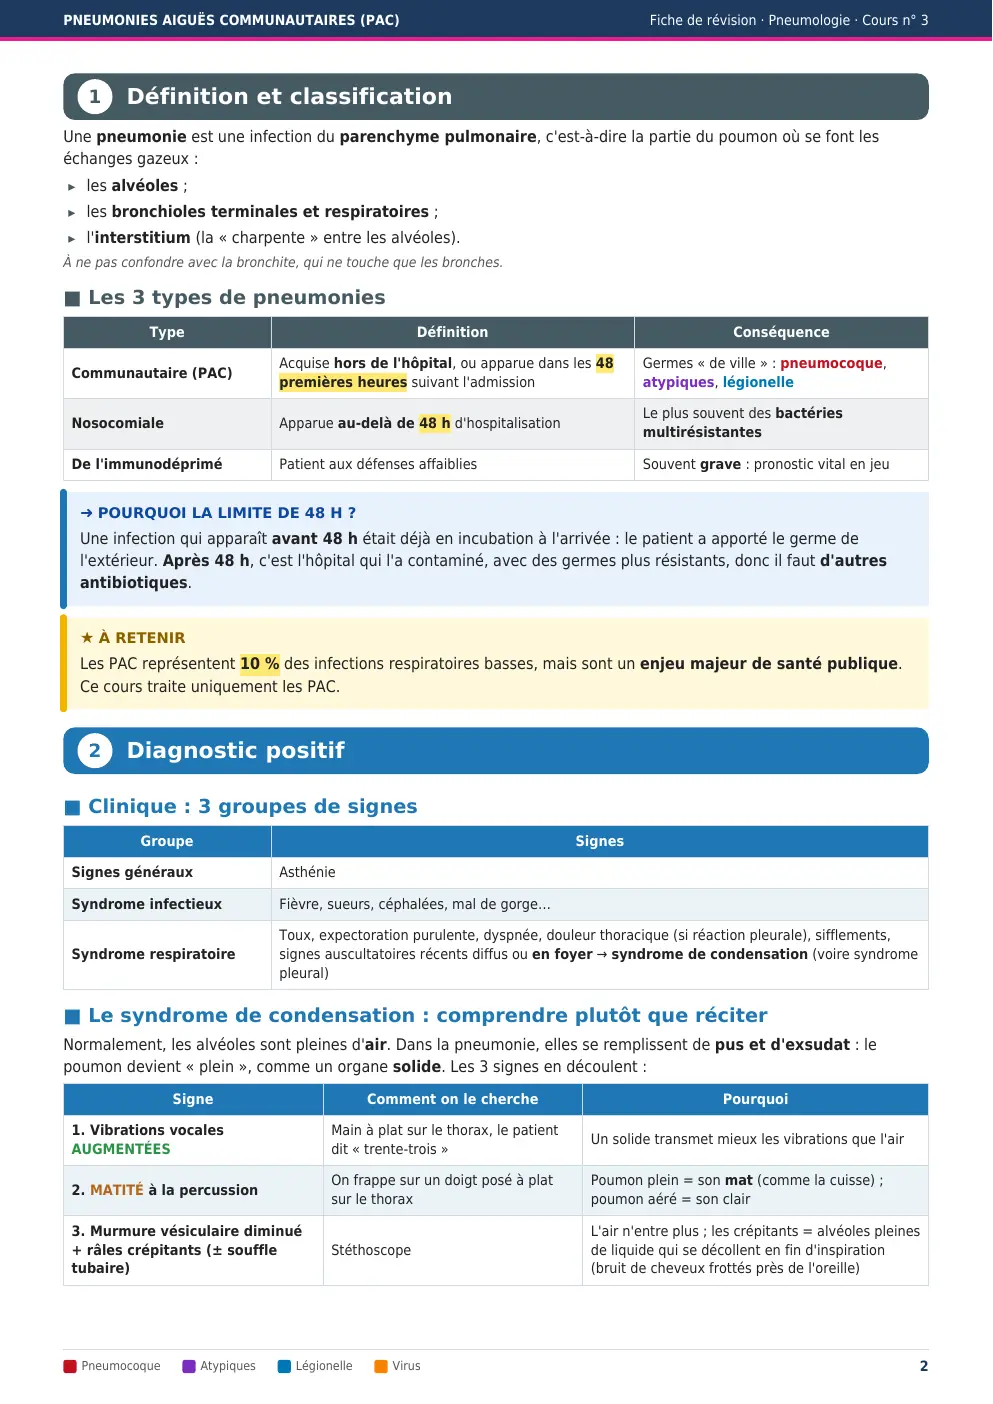 PNEUMONIES AIGUËS COMMUNAUTAIRES (PAC)
Fiche de révision · Pneumologie · Cours n° 3
1 Définition et classification
Une pneumonie est une infection du parenchyme pulmonaire, c'est-à-dire la partie du poumon où se font les
échanges gazeux :
▸ les alvéoles ;
▸ les bronchioles terminales et respiratoires ;
▸ l'interstitium (la « charpente » entre les alvéoles).
À ne pas confondre avec la bronchite, qui ne touche que les bronches.
■ Les 3 types de pneumonies
Type Définition Conséquence
Communautaire (PAC)
Acquise hors de l'hôpital, ou apparue dans les 48
premières heures suivant l'admission
Germes « de ville » : pneumocoque,
atypiques, légionelle
Nosocomiale
Apparue au-delà de 48 h d'hospitalisation
Le plus souvent des bactéries
multirésistantes
De l'immunodéprimé
Patient aux défenses affaiblies
Souvent grave : pronostic vital en jeu
➜ POURQUOI LA LIMITE DE 48 H ?
Une infection qui apparaît avant 48 h était déjà en incubation à l'arrivée : le patient a apporté le germe de
l'extérieur. Après 48 h, c'est l'hôpital qui l'a contaminé, avec des germes plus résistants, donc il faut d'autres
antibiotiques.
★ À RETENIR
Les PAC représentent 10 % des infections respiratoires basses, mais sont un enjeu majeur de santé publique.
Ce cours traite uniquement les PAC.
2 Diagnostic positif
■ Clinique : 3 groupes de signes
Groupe Signes
Signes généraux Asthénie
Syndrome infectieux Fièvre, sueurs, céphalées, mal de gorge…
Syndrome respiratoire
Toux, expectoration purulente, dyspnée, douleur thoracique (si réaction pleurale), sifflements,
signes auscultatoires récents diffus ou en foyer → syndrome de condensation (voire syndrome
pleural)
■ Le syndrome de condensation : comprendre plutôt que réciter
Normalement, les alvéoles sont pleines d'air. Dans la pneumonie, elles se remplissent de pus et d'exsudat : le
poumon devient « plein », comme un organe solide. Les 3 signes en découlent :
Signe Comment on le cherche Pourquoi
1. Vibrations vocales
AUGMENTÉES
Main à plat sur le thorax, le patient
dit « trente-trois »
Un solide transmet mieux les vibrations que l'air
2. MATITÉ à la percussion
On frappe sur un doigt posé à plat
sur le thorax
Poumon plein = son mat (comme la cuisse) ;
poumon aéré = son clair
3. Murmure vésiculaire diminué
+ râles crépitants (± souffle
tubaire)
Stéthoscope
L'air n'entre plus ; les crépitants = alvéoles pleines
de liquide qui se décollent en fin d'inspiration
(bruit de cheveux frottés près de l'oreille)
Pneumocoque Atypiques Légionelle Virus
2